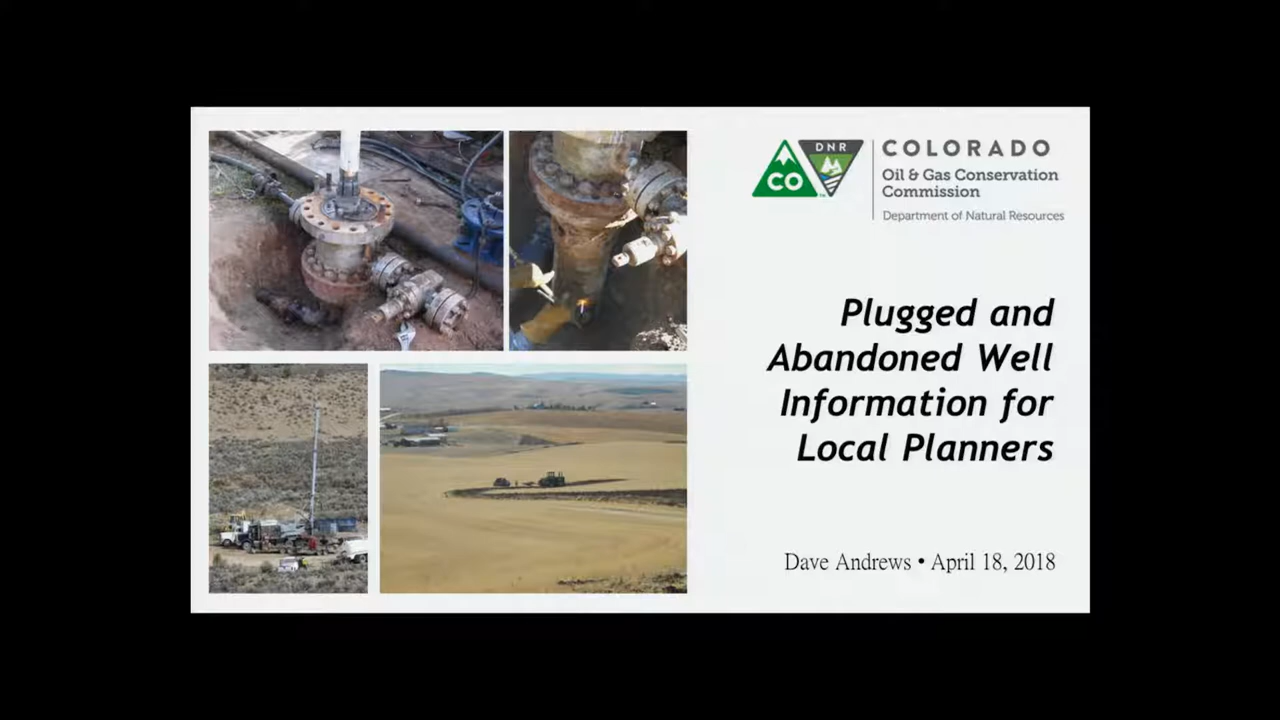 CO
DNR
COLORADO
Oil & Gas Conservation
Commission
Department of Natural Resources
Plugged and
Abandoned Well
Information for
Local Planners
Dave Andrews • April 18, 2018